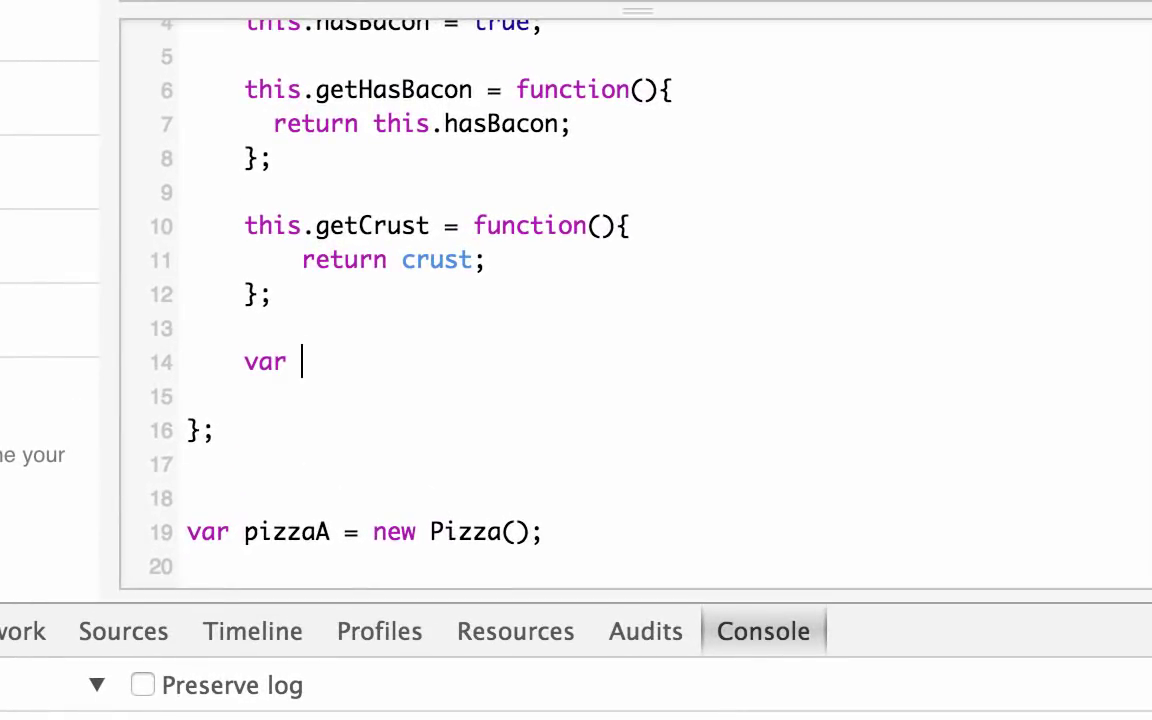 4 this.hasBacon = true;
5
6 this.getHasBacon = function(){
7 return this.hasBacon;
8 };
9
10 this.getCrust = function(){
11 return crust;
12 };
13
14 var
15
16 };
17
18
19 var pizzaA = new Pizza();
20
ne your
work Sources Timeline Profiles Resources Audits Console
▼ Preserve log